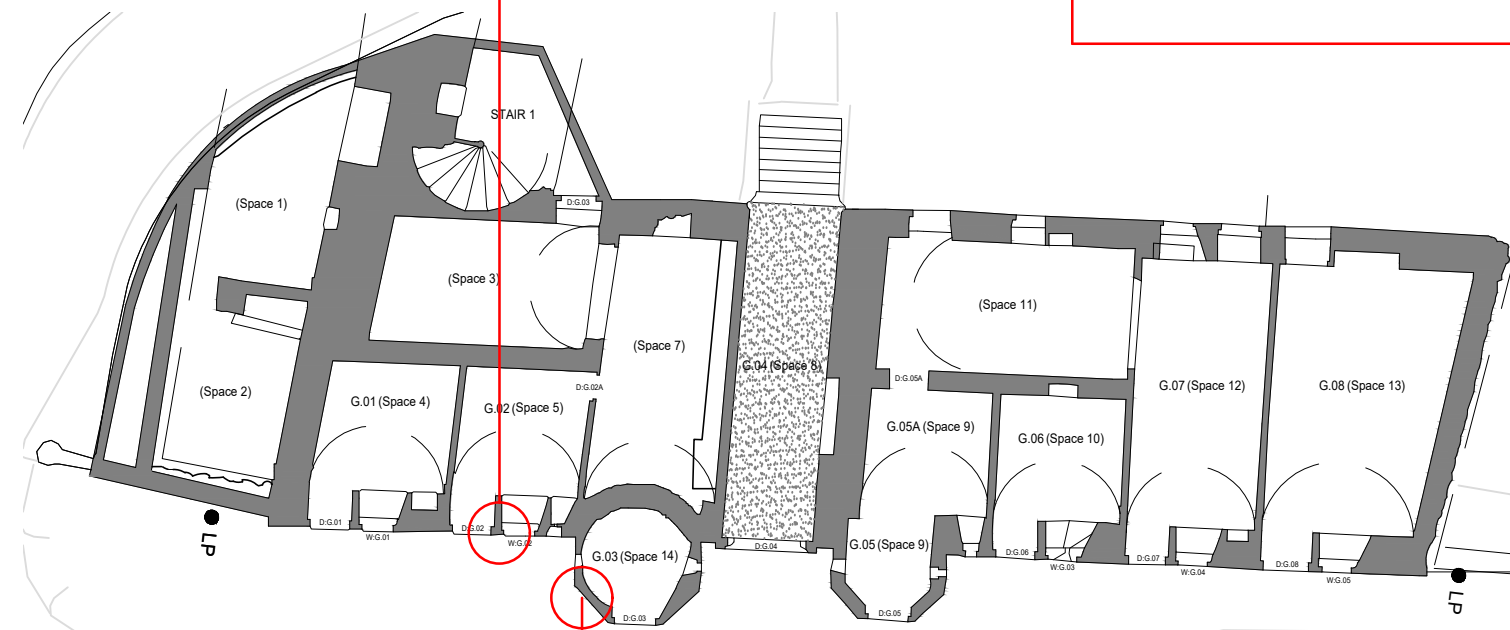 STAIR 1
D:G.03
(Space 1)
(Space 3)
(Space 11)
(Space 7)
G.04 (Space 8)
D:G.05A
D:G.02A
(Space 2)
G.01 (Space 4)
G.02 (Space 5)
G.07 (Space 12)
G.08 (Space 13)
G.05A (Space 9)
G.06 (Space 10)
LP
D:G.01
W:G.01
D:G.02
W:G.02
G.03 (Space 14)
D:G.04
G.05 (Space 9)
D:G.06
W:G.03
D:G.07
W:G.04
D:G.08
W:G.05
LP
D:G.03
D:G.05